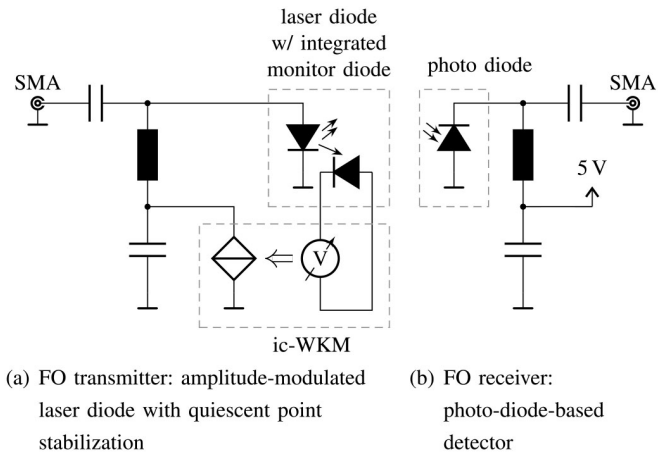 laser diode
w/ integrated
monitor diode
photo diode
SMA
SMA
5 V
V
ic-WKM
(a) FO transmitter: amplitude-modulated
laser diode with quiescent point
stabilization
(b) FO receiver:
photo-diode-based
detector